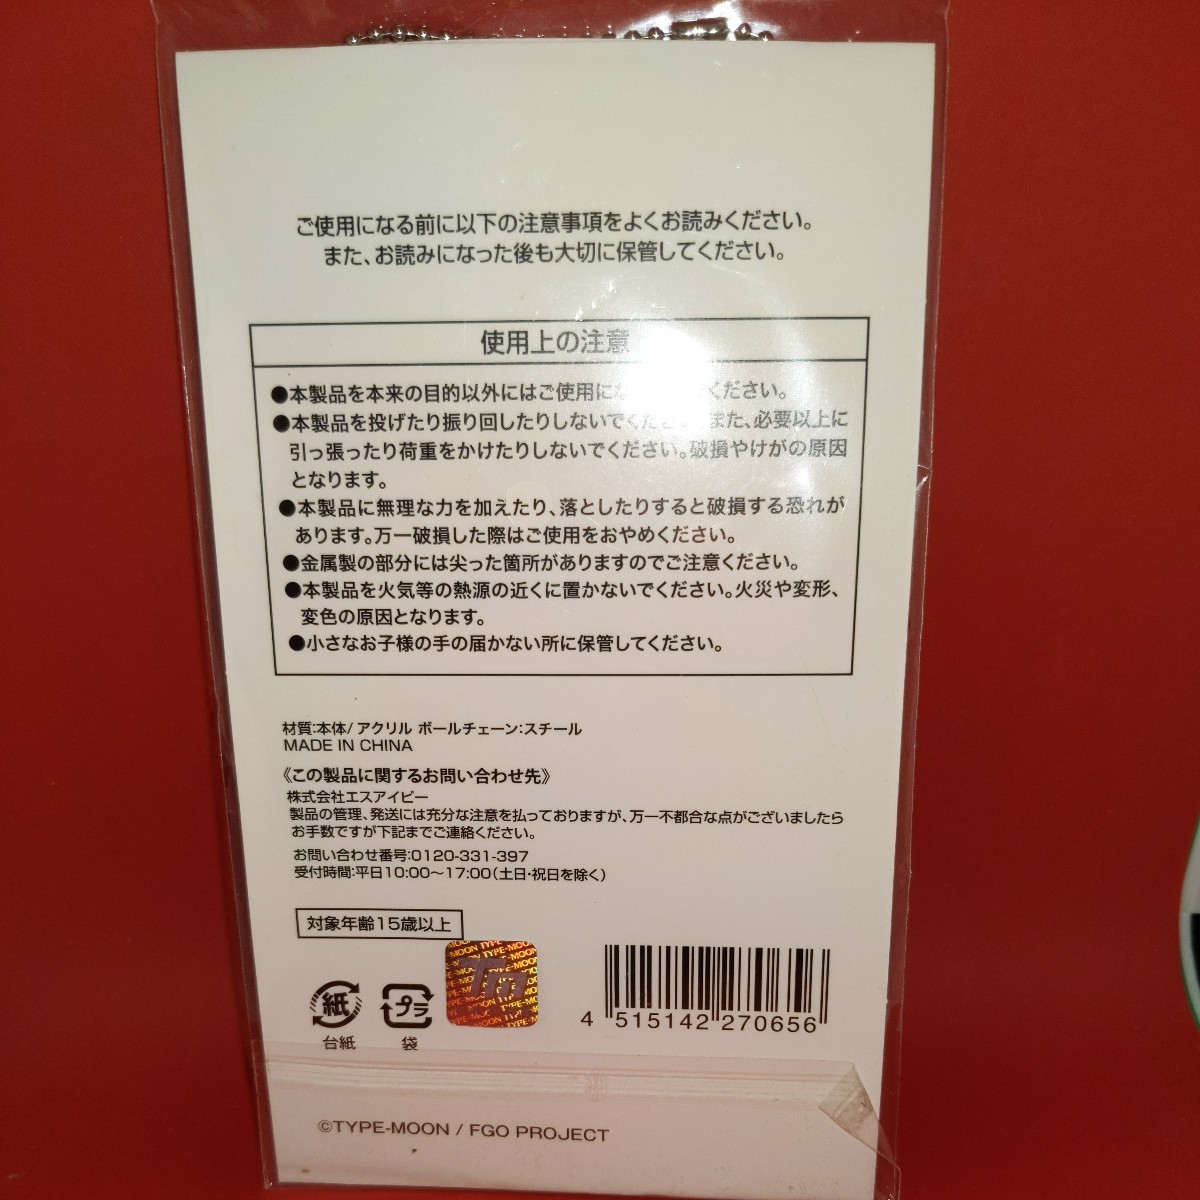 ご使用になる前に以下の注意事項をよくお読みください。
また、お読みになった後も大切に保管してください。
使用上の注意
●本製品を本来の目的以外にはご使用にな ください。
●本製品を投げたり振り回したりしないでください。また、必要以上に
引っ張ったり荷重をかけたりしないでください。破損やけがの原因
となります。
●本製品に無理な力を加えたり、落としたりすると破損する恐れが
あります。万一破損した際はご使用をおやめください。
●金属製の部分には尖った箇所がありますのでご注意ください。
●本製品を火気等の熱源の近くに置かないでください。火災や変形、
変色の原因となります。
●小さなお子様の手の届かない所に保管してください。
材質:本体/アクリル ボールチェーン:スチール
MADE IN CHINA
《この製品に関するお問い合わせ先》
株式会社エスアイピー
製品の管理、発送には充分な注意を払っておりますが、万一不都合な点がございましたら
お手数ですが下記までご連絡ください。
お問い合わせ番号:0120-331-397
受付時間:平日10:00～17:00(土日・祝日を除く)
対象年齢15歳以上
TYPE-MOON
Tm
紙
台紙
プラ
袋
4 515142 270656
©TYPE-MOON / FGO PROJECT